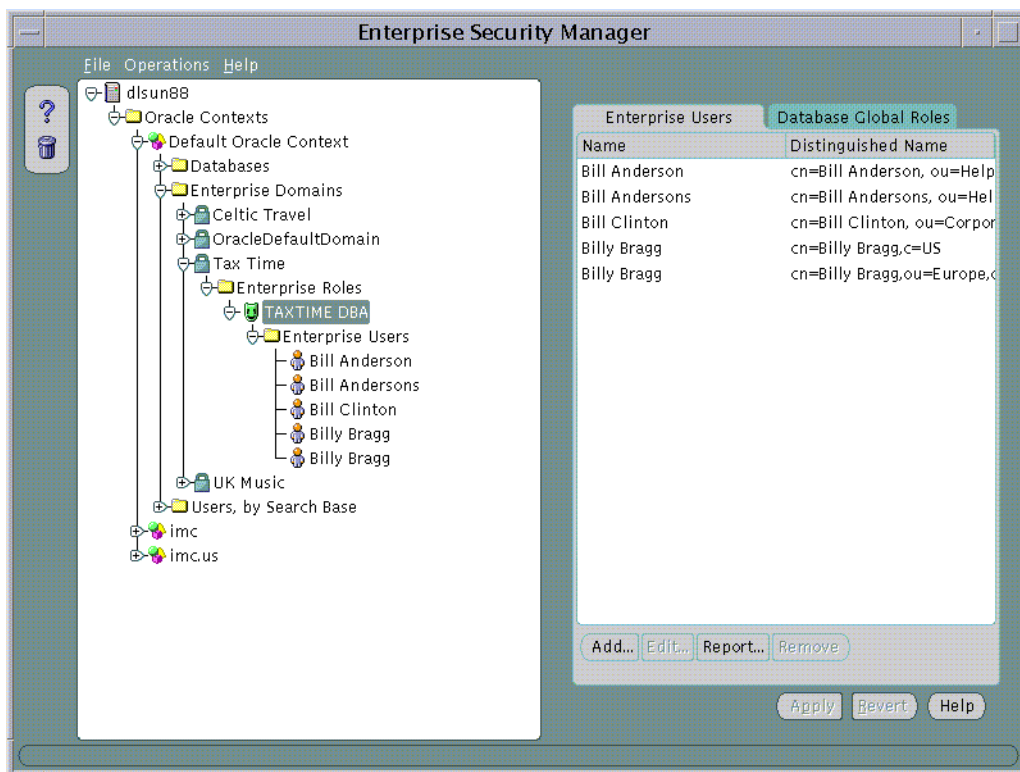 Enterprise Security Manager
File Operations Help
dlsun88
Oracle Contexts
Default Oracle Context
Databases
Enterprise Domains
Celtic Travel
OracleDefaultDomain
Tax Time
Enterprise Roles
TAXTIME DBA
Enterprise Users
Bill Anderson
Bill Andersons
Bill Clinton
Billy Bragg
Billy Bragg
UK Music
Users, by Search Base
imc
imc.us
Enterprise Users Database Global Roles
Name Distinguished Name
Bill Anderson cn=Bill Anderson, ou=Help
Bill Andersons cn=Bill Andersons, ou=Hel
Bill Clinton cn=Bill Clinton, ou=Corpor
Billy Bragg cn=Billy Bragg,c=US
Billy Bragg cn=Billy Bragg,ou=Europe,c
Add... Edit... Report... Remove
Apply Revert Help